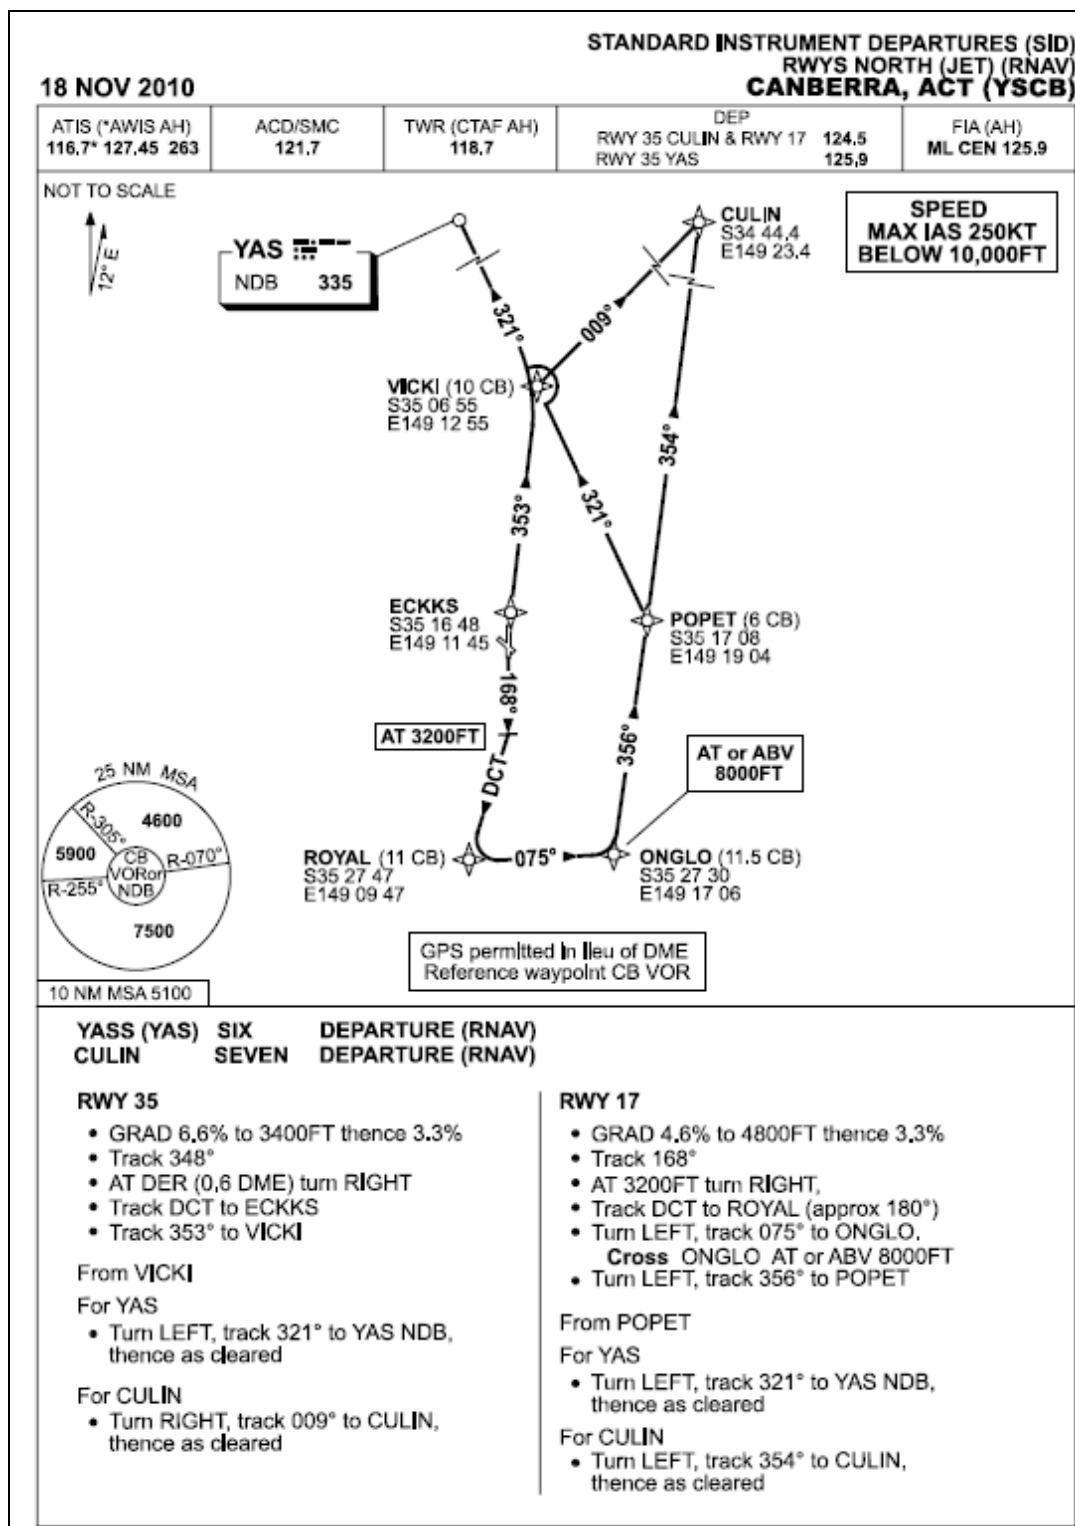 STANDARD INSTRUMENT DEPARTURES (SID)
RWYS NORTH (JET) (RNAV)
18 NOV 2010
CANBERRA, ACT (YSCB)
ATIS (*AWIS AH)
116.7* 127.45 263
ACD/SMC
121.7
TWR (CTAF AH)
118.7
DEP
RWY 35 CULIN & RWY 17 124.5
RWY 35 YAS 125.9
FIA (AH)
ML CEN 125.9
NOT TO SCALE
12° E
YAS
NDB 335
CULIN
S34 44.4
E149 23.4
SPEED
MAX IAS 250KT
BELOW 10,000FT
321°
009°
VICKI (10 CB)
S35 06 55
E149 12 55
354°
353°
321°
ECKKS
S35 16 48
E149 11 45
POPET (6 CB)
S35 17 08
E149 19 04
168°
AT 3200FT
356°
AT or ABV
8000FT
DCT
25 NM MSA
R-305°
4600
5900
CB
VORor
NDB
R-070°
R-255°
7500
ROYAL (11 CB)
S35 27 47
E149 09 47
075°
ONGLO (11.5 CB)
S35 27 30
E149 17 06
GPS permitted in lieu of DME
Reference waypoint CB VOR
10 NM MSA 5100
YASS (YAS) SIX DEPARTURE (RNAV)
CULIN SEVEN DEPARTURE (RNAV)
RWY 35
• GRAD 6.6% to 3400FT thence 3.3%
• Track 348°
• AT DER (0.6 DME) turn RIGHT
• Track DCT to ECKKS
• Track 353° to VICKI
From VICKI
For YAS
• Turn LEFT, track 321° to YAS NDB,
thence as cleared
For CULIN
• Turn RIGHT, track 009° to CULIN,
thence as cleared
RWY 17
• GRAD 4.6% to 4800FT thence 3.3%
• Track 168°
• AT 3200FT turn RIGHT,
• Track DCT to ROYAL (approx 180°)
• Turn LEFT, track 075° to ONGLO.
Cross ONGLO AT or ABV 8000FT
• Turn LEFT, track 356° to POPET
From POPET
For YAS
• Turn LEFT, track 321° to YAS NDB,
thence as cleared
For CULIN
• Turn LEFT, track 354° to CULIN,
thence as cleared